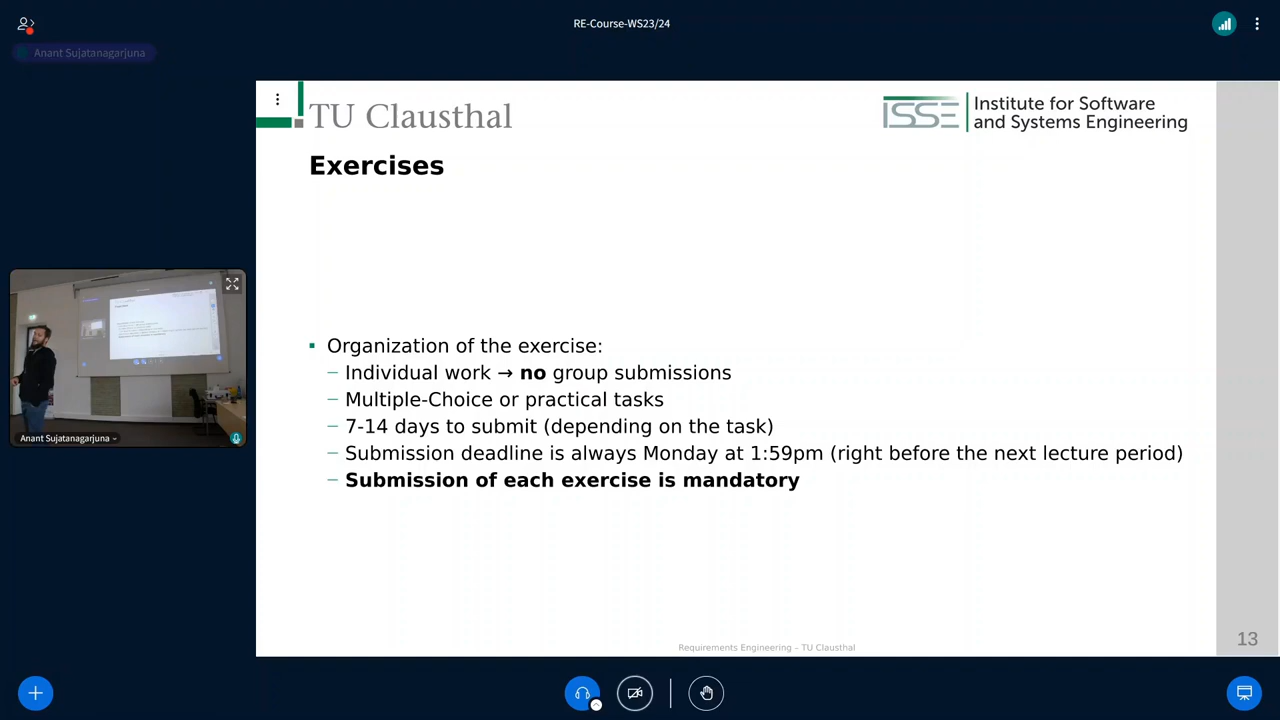 RE-Course-WS23/24
Anant Sujatanagarjuna
TU Clausthal
ISSE Institute for Software
and Systems Engineering
Exercises
▪ Organization of the exercise:
– Individual work → no group submissions
– Multiple-Choice or practical tasks
– 7-14 days to submit (depending on the task)
– Submission deadline is always Monday at 1:59pm (right before the next lecture period)
– Submission of each exercise is mandatory
Anant Sujatanagarjuna
Requirements Engineering – TU Clausthal
13